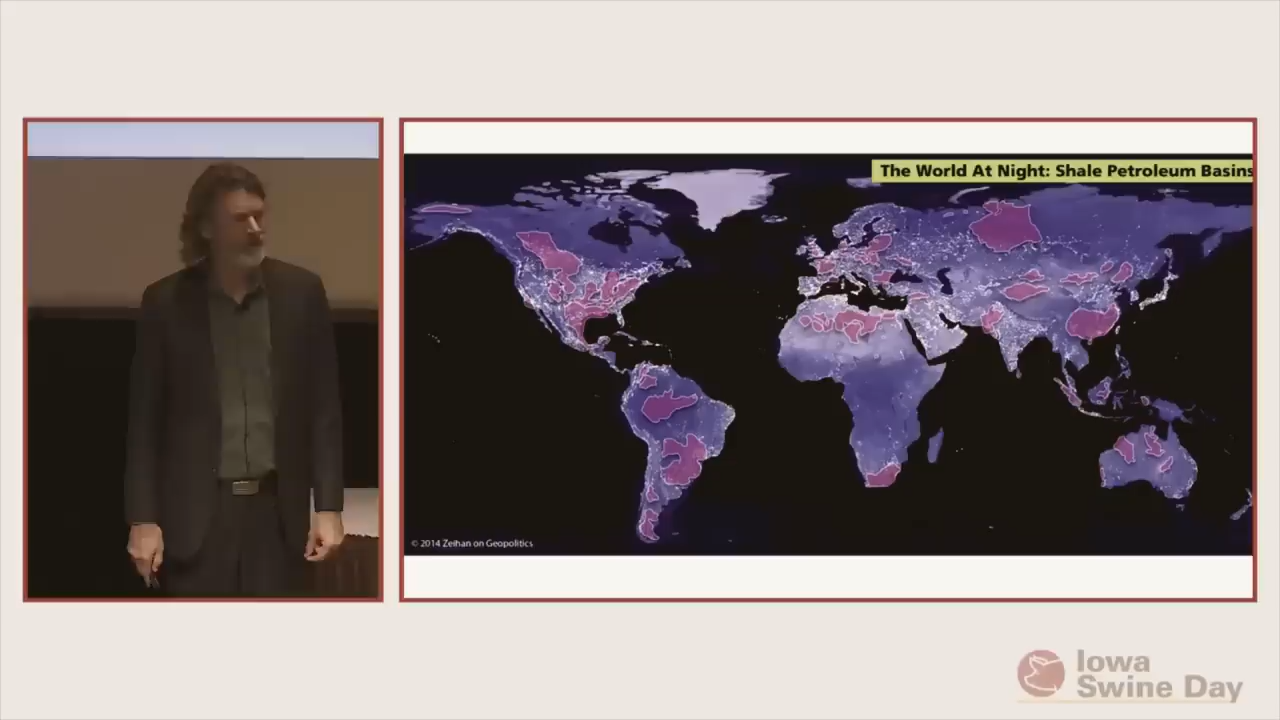 The World At Night: Shale Petroleum Basins
© 2014 Zeihan on Geopolitics
Iowa
Swine Day